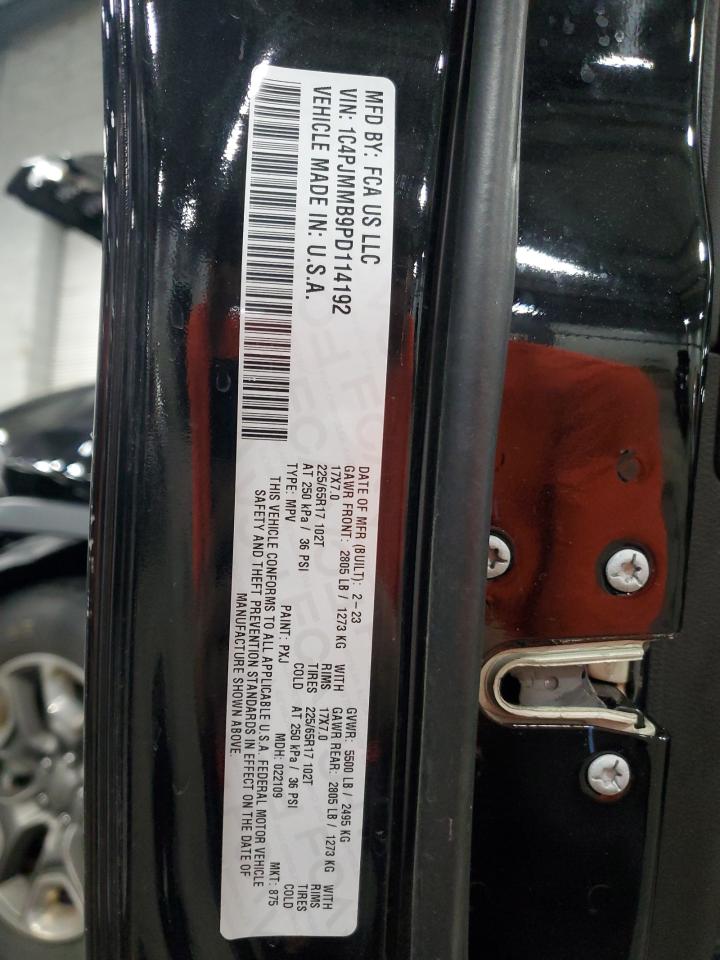 MFD BY: FCA US LLC
VIN: 1C4PJMMB9PD114192
VEHICLE MADE IN: U.S.A.
DATE OF MFR (BUILT): 2-23 GVWR: 5500 LB / 2495 KG
GAWR FRONT: 2805 LB / 1273 KG WITH GAWR REAR: 2805 LB / 1273 KG WITH
17X7.0 RIMS 17X7.0 RIMS
225/65R17 102T TIRES 225/65R17 102T TIRES
AT 250 kPa / 36 PSI COLD AT 250 kPa / 36 PSI COLD
TYPE: MPV PAINT: PXJ MDH: 022109 MKT: 875
THIS VEHICLE CONFORMS TO ALL APPLICABLE U.S.A. FEDERAL MOTOR VEHICLE
SAFETY AND THEFT PREVENTION STANDARDS IN EFFECT ON THE DATE OF
MANUFACTURE SHOWN ABOVE.